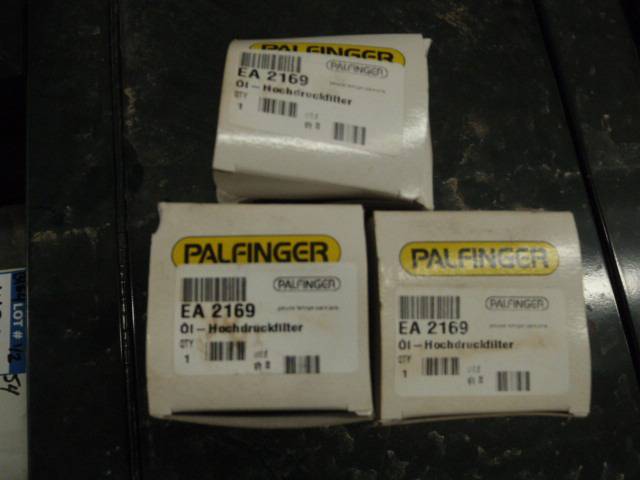 PALFINGER
PALFINGER
EA 2169
Öl - Hochdruckfilter
QTY
1
PALFINGER
PALFINGER
EA 2169
Öl - Hochdruckfilter
QTY
1
PALFINGER
PALFINGER
EA 2169
Öl - Hochdruckfilter
QTY
1
LOT #